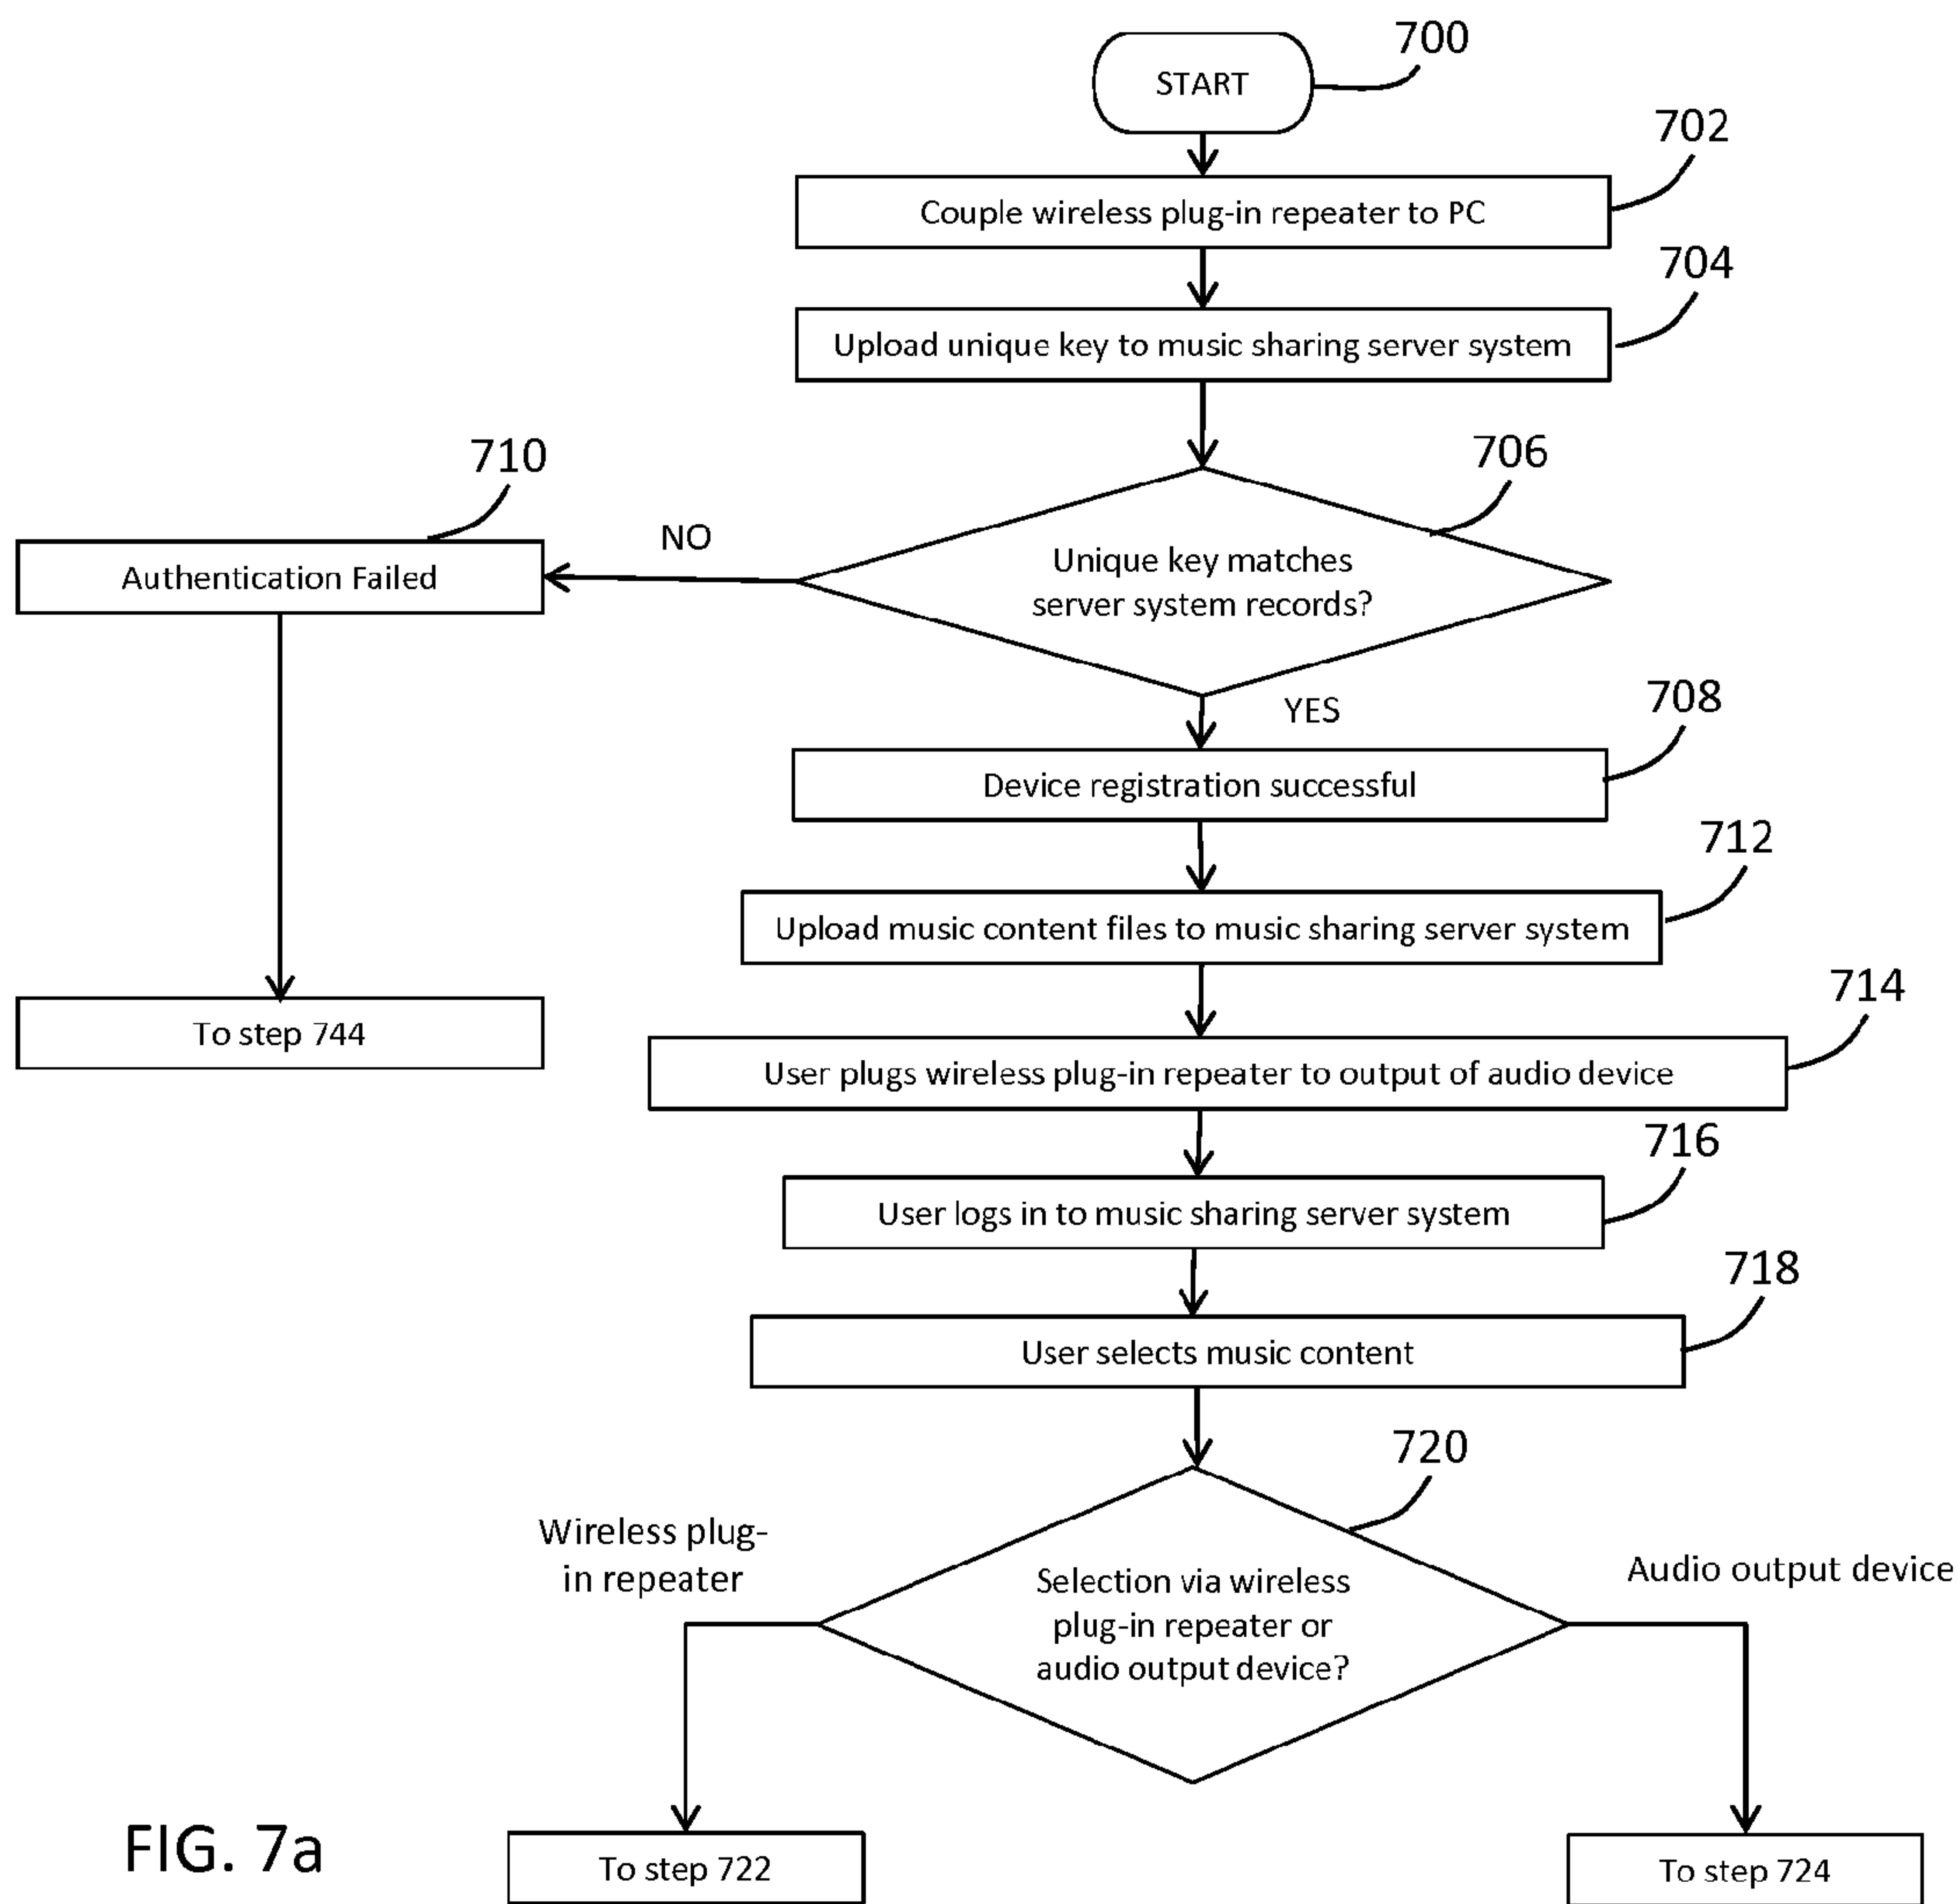 700
START
702
Couple wireless plug-in repeater to PC
704
Upload unique key to music sharing server system
706
710
NO
Unique key matches
server system records?
Authentication Failed
YES
708
Device registration successful
712
Upload music content files to music sharing server system
714
To step 744
User plugs wireless plug-in repeater to output of audio device
716
User logs in to music sharing server system
718
User selects music content
720
Wireless plug-
in repeater
Selection via wireless
plug-in repeater or
audio output device?
Audio output device
FIG. 7a
To step 722
To step 724